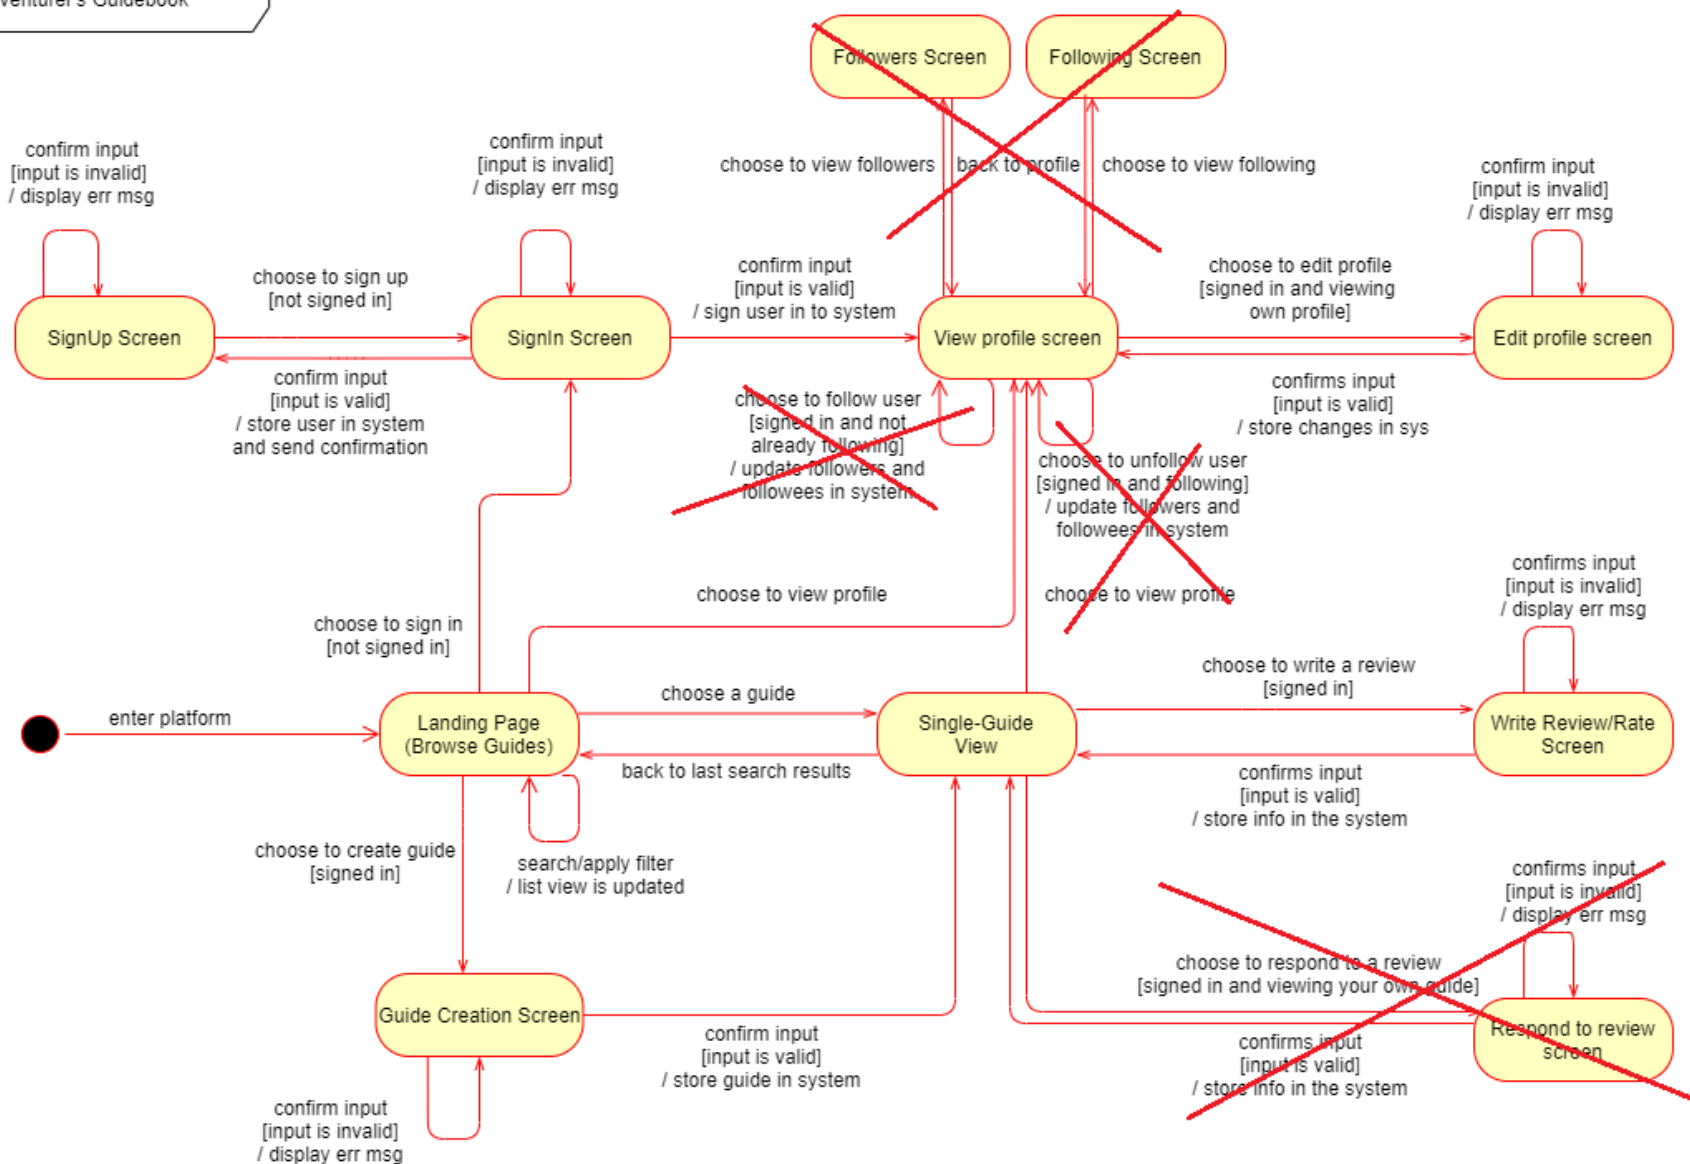 Guidebook
Followers Screen
Following Screen
confirm input
[input is invalid]
/ display err msg
confirm input
[input is invalid]
/ display err msg
choose to view followers
back to profile
choose to view following
confirm input
[input is invalid]
/ display err msg
choose to sign up
[not signed in]
confirm input
[input is valid]
/ sign user in to system
choose to edit profile
[signed in and viewing
own profile]
SignUp Screen
SignIn Screen
View profile screen
Edit profile screen
confirm input
[input is valid]
/ store user in system
and send confirmation
choose to follow user
[signed in and not
already following]
/ update followers and
followees in system
choose to unfollow user
[signed in and following]
/ update followers and
followees in system
confirms input
[input is valid]
/ store changes in sys
choose to sign in
[not signed in]
choose to view profile
choose to view profile
confirms input
[input is invalid]
/ display err msg
enter platform
Landing Page
(Browse Guides)
choose a guide
back to last search results
Single-Guide
View
choose to write a review
[signed in]
Write Review/Rate
Screen
confirms input
[input is valid]
/ store info in the system
choose to create guide
[signed in]
search/apply filter
/ list view is updated
confirms input
[input is invalid]
/ display err msg
choose to respond to a review
[signed in and viewing your own guide]
Guide Creation Screen
Respond to review
screen
confirm input
[input is valid]
/ store guide in system
confirms input
[input is valid]
/ store info in the system
confirm input
[input is invalid]
/ display err msg